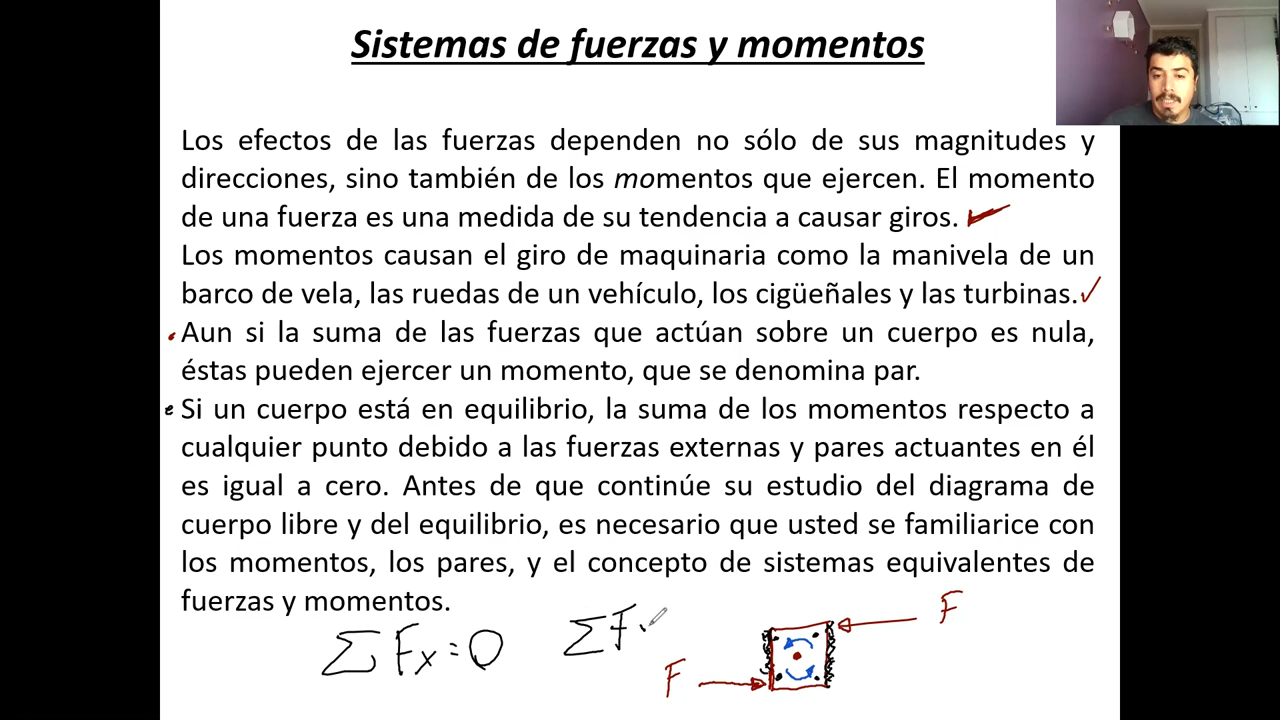 Sistemas de fuerzas y momentos
Los efectos de las fuerzas dependen no sólo de sus magnitudes y
direcciones, sino también de los momentos que ejercen. El momento
de una fuerza es una medida de su tendencia a causar giros.
Los momentos causan el giro de maquinaria como la manivela de un
barco de vela, las ruedas de un vehículo, los cigüeñales y las turbinas.
Aun si la suma de las fuerzas que actúan sobre un cuerpo es nula,
éstas pueden ejercer un momento, que se denomina par.
Si un cuerpo está en equilibrio, la suma de los momentos respecto a
cualquier punto debido a las fuerzas externas y pares actuantes en él
es igual a cero. Antes de que continúe su estudio del diagrama de
cuerpo libre y del equilibrio, es necesario que usted se familiarice con
los momentos, los pares, y el concepto de sistemas equivalentes de
fuerzas y momentos.
∑ Fx = 0
∑ F
F
F